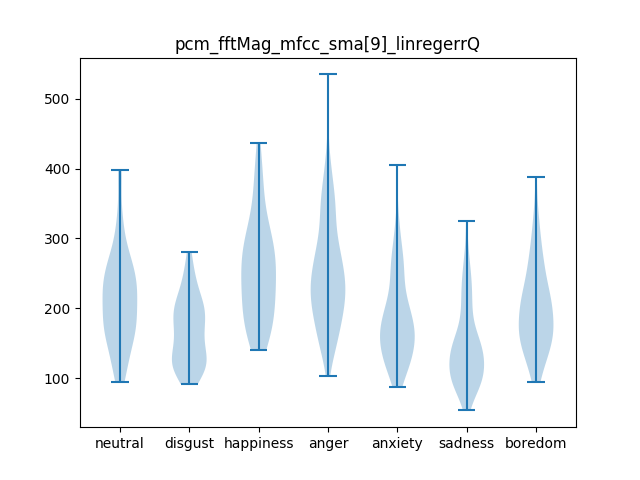 pcm_fftMag_mfcc_sma[9]_linregerrQ
500
400
300
200
100
neutral disgust happiness anger anxiety sadness boredom